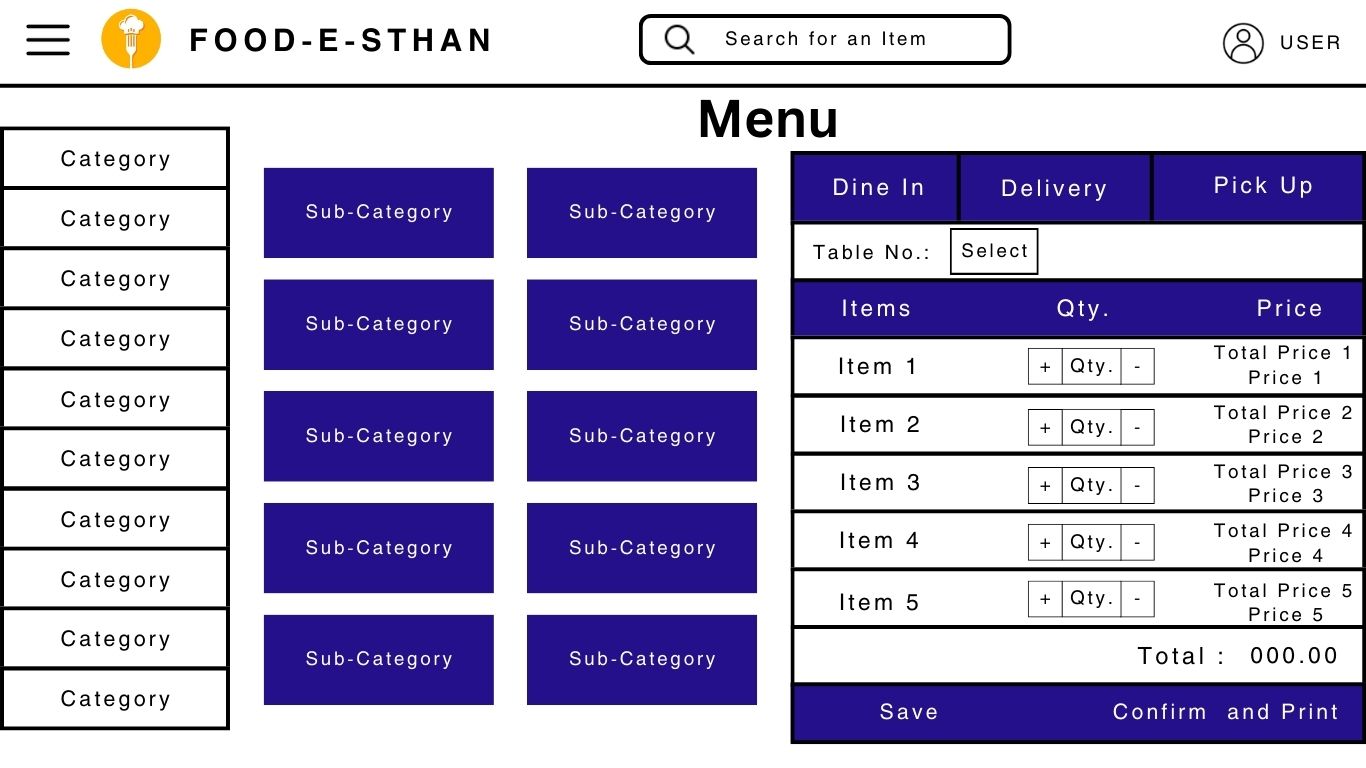 FOOD-E-STHAN
Search for an Item
USER
Menu
Category
Category
Category
Category
Category
Category
Category
Category
Category
Category
Sub-Category Sub-Category
Sub-Category Sub-Category
Sub-Category Sub-Category
Sub-Category Sub-Category
Sub-Category Sub-Category
Dine In Delivery Pick Up
Table No.: Select
Items Qty. Price
Item 1 + Qty. - Total Price 1
Price 1
Item 2 + Qty. - Total Price 2
Price 2
Item 3 + Qty. - Total Price 3
Price 3
Item 4 + Qty. - Total Price 4
Price 4
Item 5 + Qty. - Total Price 5
Price 5
Total : 000.00
Save Confirm and Print